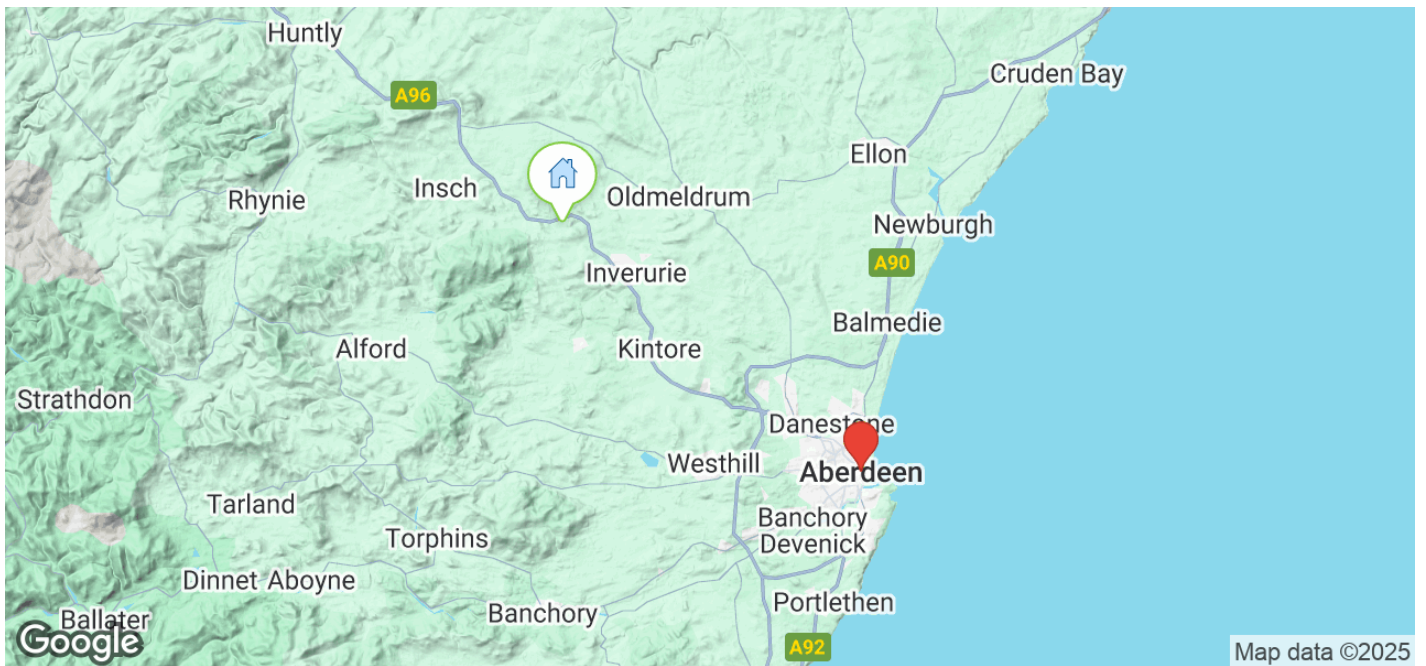 Huntly
Cruden Bay
A96
Ellon
Insch
Rhynie
Oldmeldrum
Newburgh
A90
Inverurie
Balmedie
Alford
Kintore
Strathdon
Danestone
Westhill
Aberdeen
Tarland
Banchory
Devenick
Torphins
Dinnet
Aboyne
Portlethen
Banchory
Ballater
Google
A92
Map data ©2025